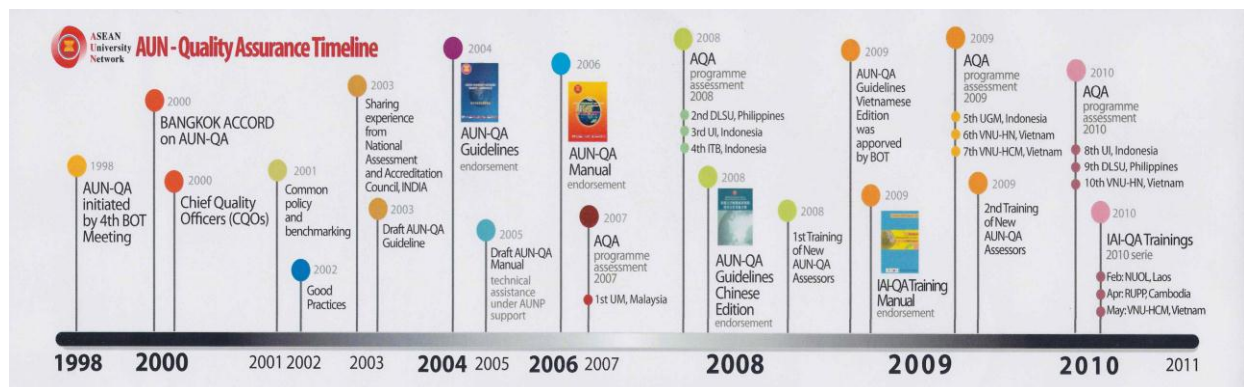 ASEAN
University
Network
AUN - Quality Assurance Timeline
1998
AUN-QA
initiated
by 4th BOT
Meeting
2000
BANGKOK ACCORD
on AUN-QA
2000
Chief Quality
Officers (CQOs)
2001
Common
policy
and
benchmarking
2002
Good
Practices
2003
Sharing
experience
from
National
Assessment
and Accreditation
Council, INDIA
2003
Draft AUN-QA
Guideline
2004
AUN-QA
Guidelines
endorsement
2005
Draft AUN-QA
Manual
technical
assistance
under AUNP
support
2006
AUN-QA
Manual
endorsement
2007
AQA
programme
assessment
2007
1st UM, Malaysia
2008
AQA
programme
assessment
2008
2nd DLSU, Philippines
3rd UI, Indonesia
4th ITB, Indonesia
2008
AUN-QA
Guidelines
Chinese
Edition
endorsement
2008
1st Training
of New
AUN-QA
Assessors
2009
AUN-QA
Guidelines
Vietnamese
Edition
was
apporved
by BOT
2009
IAI-QA Training
Manual
endorsement
2009
AQA
programme
assessment
2009
5th UGM, Indonesia
6th VNU-HN, Vietnam
7th VNU-HCM, Vietnam
2009
2nd Training
of New
AUN-QA
Assessors
2010
AQA
programme
assessment
2010
8th UI, Indonesia
9th DLSU, Philippines
10th VNU-HN, Vietnam
2010
IAI-QA Trainings
2010 serie
Feb: NUOL, Laos
Apr: RUPP, Cambodia
May: VNU-HCM, Vietnam
1998 2000 2001 2002 2003 2004 2005 2006 2007 2008 2009 2010 2011